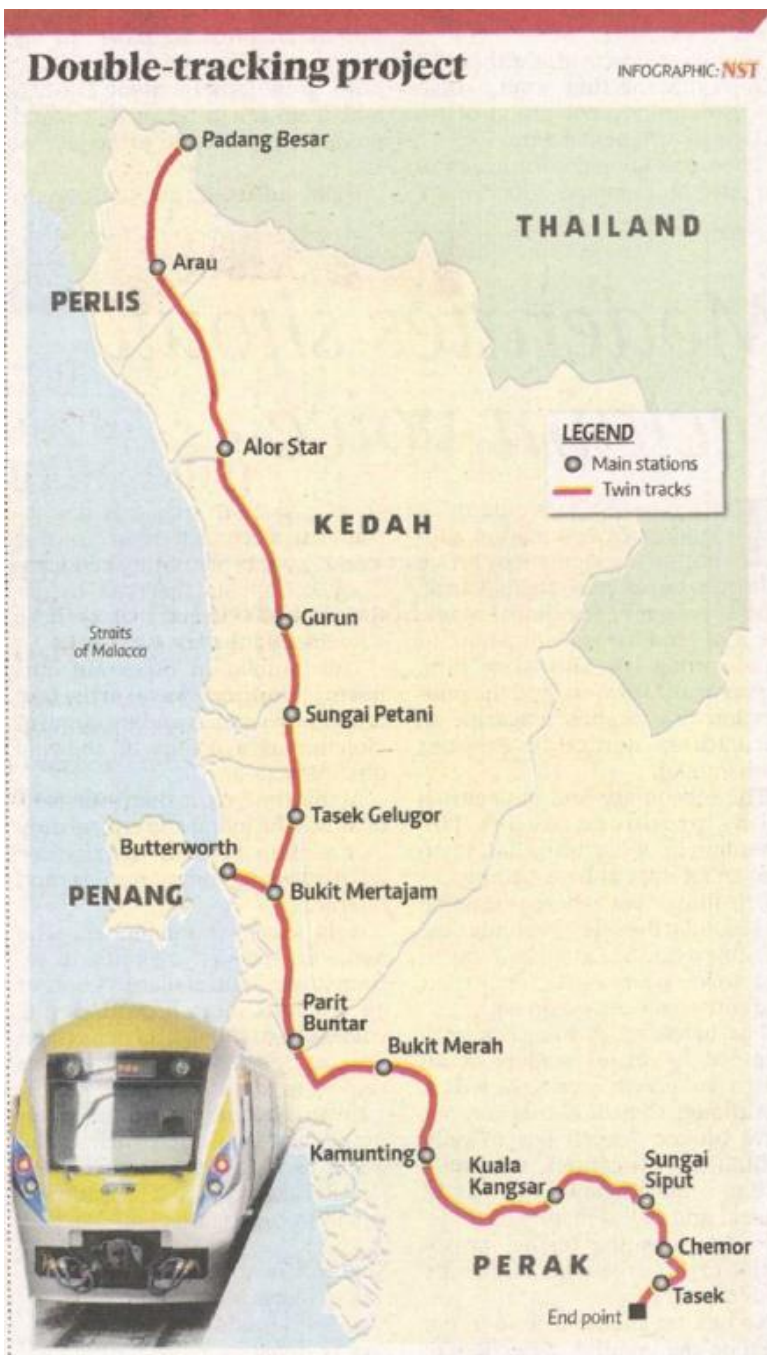 Double-tracking project
INFOGRAPHIC: NST
Padang Besar
THAILAND
Arau
PERLIS
LEGEND
Main stations
Twin tracks
Alor Star
KEDAH
Gurun
Straits
of Malacca
Sungai Petani
Tasek Gelugor
Butterworth
PENANG
Bukit Mertajam
Parit
Buntar
Bukit Merah
Kamunting
Kuala
Kangsar
Sungai
Siput
Chemor
PERAK
Tasek
End point